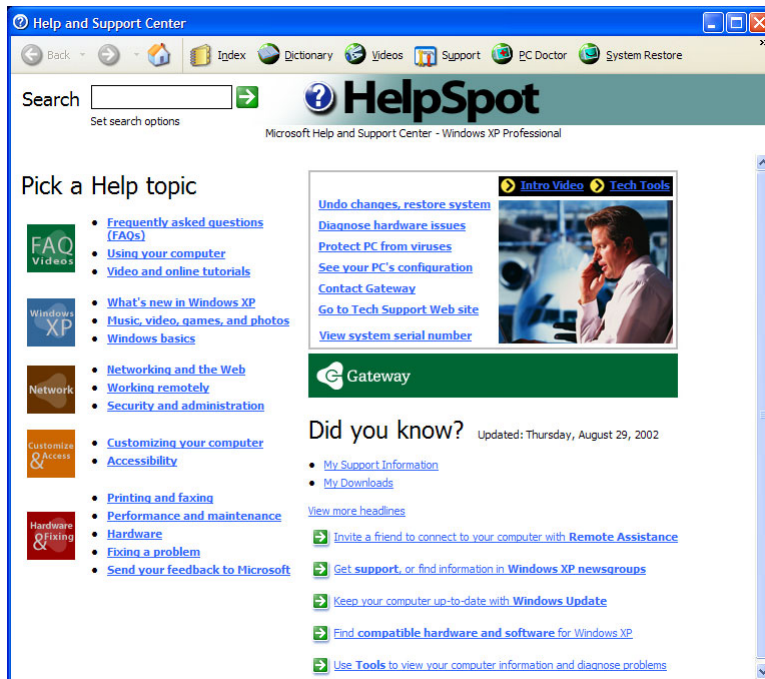 Help and Support Center
Back
Index
Dictionary
Videos
Support
PC Doctor
System Restore
»
Search
Set search options
HelpSpot
Microsoft Help and Support Center - Windows XP Professional
Pick a Help topic
FAQ
Videos
• Frequently asked questions
(FAQs)
• Using your computer
• Video and online tutorials
Windows
XP
• What's new in Windows XP
• Music, video, games, and photos
• Windows basics
Network
• Networking and the Web
• Working remotely
• Security and administration
Customize
& Access
• Customizing your computer
• Accessibility
Hardware
& Fixing
• Printing and faxing
• Performance and maintenance
• Hardware
• Fixing a problem
• Send your feedback to Microsoft
Intro Video
Tech Tools
Undo changes, restore system
Diagnose hardware issues
Protect PC from viruses
See your PC's configuration
Contact Gateway
Go to Tech Support Web site
View system serial number
Gateway
Did you know? Updated: Thursday, August 29, 2002
• My Support Information
• My Downloads
View more headlines
Invite a friend to connect to your computer with Remote Assistance
Get support, or find information in Windows XP newsgroups
Keep your computer up-to-date with Windows Update
Find compatible hardware and software for Windows XP
Use Tools to view your computer information and diagnose problems